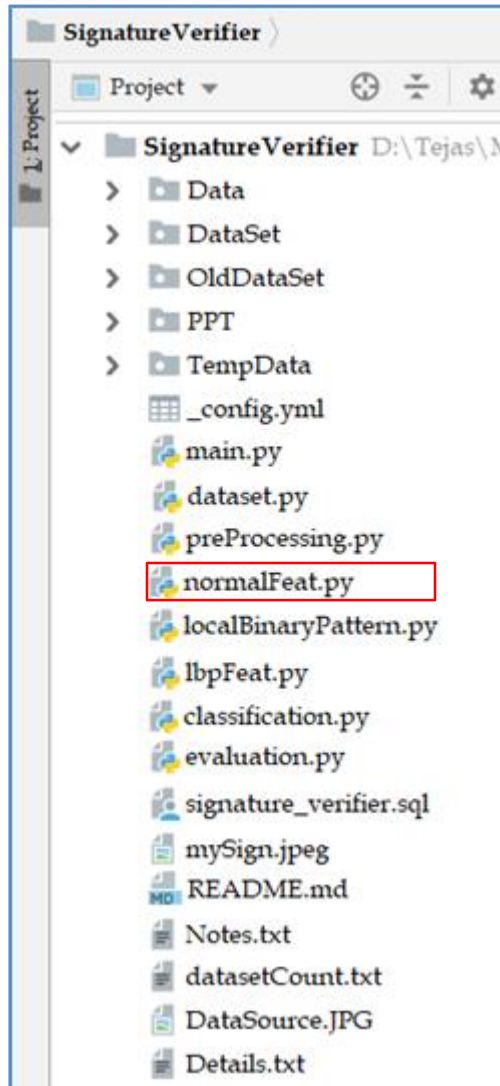 SignatureVerifier
1: Project
Project
SignatureVerifier D:\Tejas\
Data
DataSet
OldDataSet
PPT
TempData
_config.yml
main.py
dataset.py
preProcessing.py
normalFeat.py
localBinaryPattern.py
lbpFeat.py
classification.py
evaluation.py
signature_verifier.sql
mySign.jpeg
MD README.md
Notes.txt
datasetCount.txt
DataSource.JPG
Details.txt